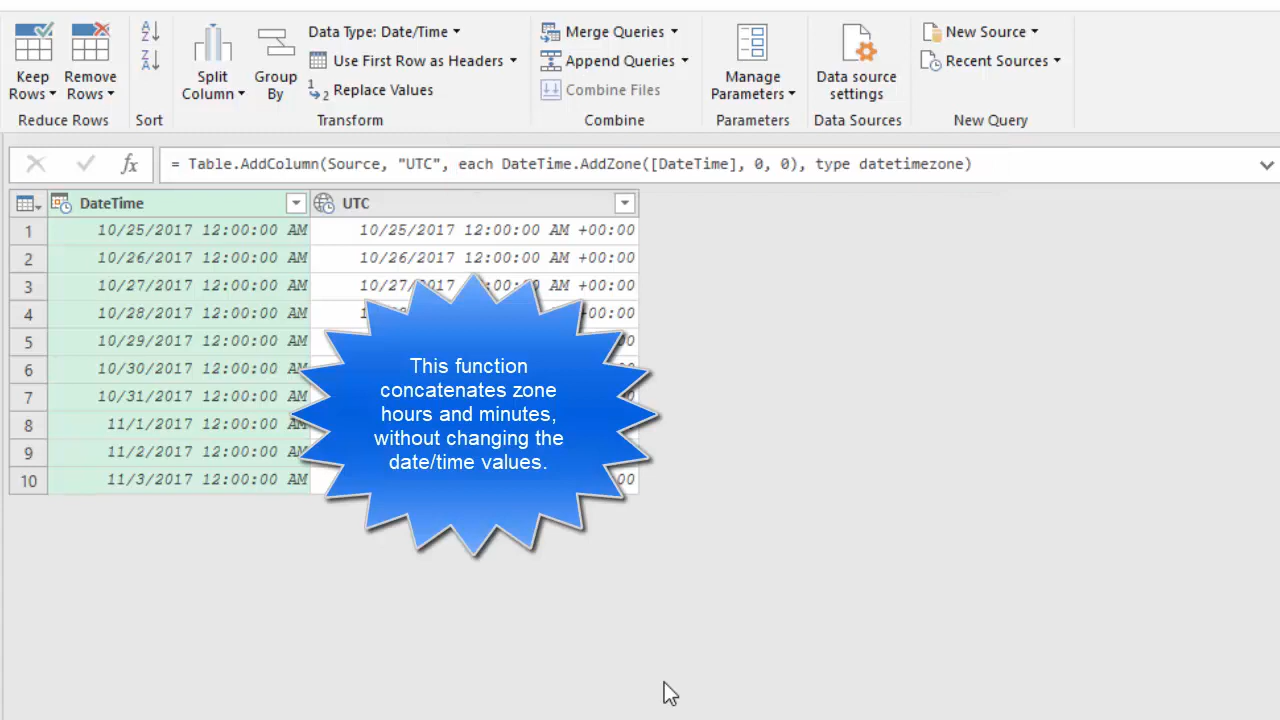 Keep Rows
Remove Rows
Reduce Rows
Sort
Split Column
Group By
Data Type: Date/Time
Use First Row as Headers
Replace Values
Transform
Merge Queries
Append Queries
Combine Files
Combine
Manage Parameters
Parameters
Data source settings
Data Sources
New Source
Recent Sources
New Query
fx = Table.AddColumn(Source, "UTC", each DateTime.AddZone([DateTime], 0, 0), type datetimezone)
DateTime UTC
1 10/25/2017 12:00:00 AM 10/25/2017 12:00:00 AM +00:00
2 10/26/2017 12:00:00 AM 10/26/2017 12:00:00 AM +00:00
3 10/27/2017 12:00:00 AM AM +00:00
4 10/28/2017 12:00:00 AM +00:00
5 10/29/2017 12:00:00 AM
6 10/30/2017 12:00:00 AM
7 10/31/2017 12:00:00 AM
8 11/1/2017 12:00:00 AM
9 11/2/2017 12:00:00 AM
10 11/3/2017 12:00:00 AM
This function
concatenates zone
hours and minutes,
without changing the
date/time values.